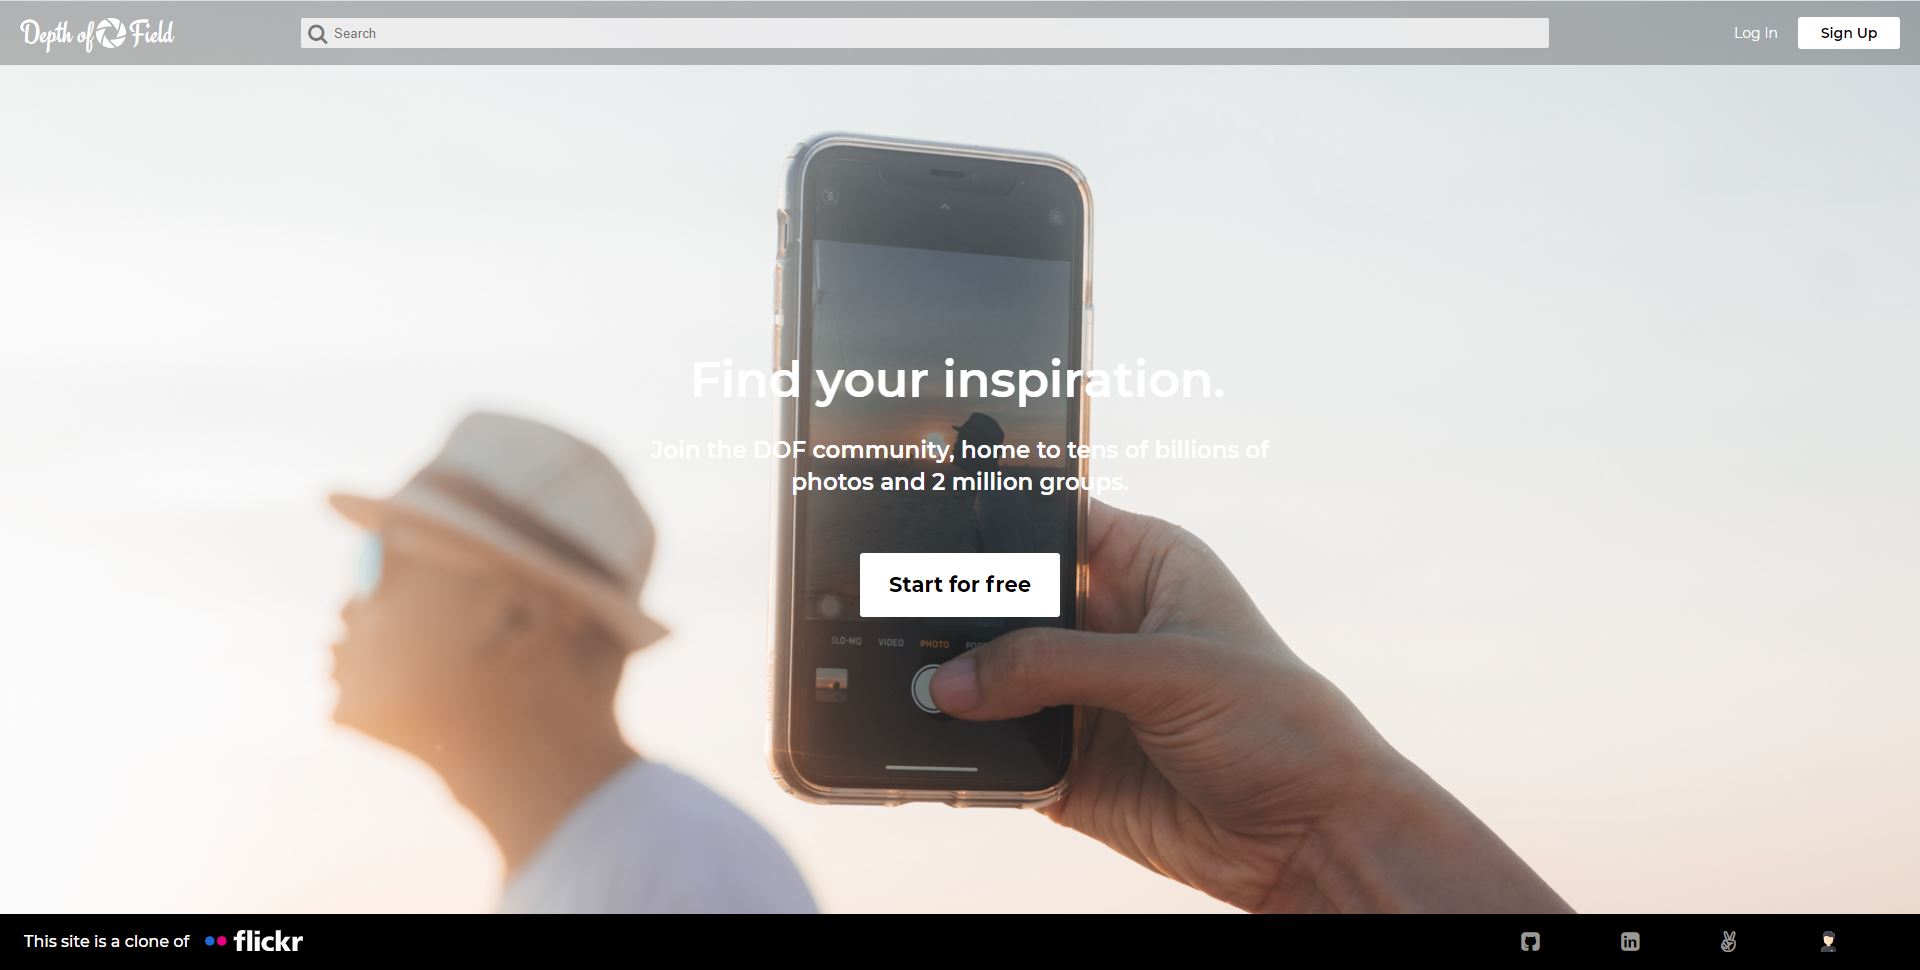 Depth of Field
Search
Log In
Sign Up
Find your inspiration.
Join the DOF community, home to tens of billions of
photos and 2 million groups.
Start for free
SLO-MO VIDEO PHOTO
This site is a clone of flickr
in